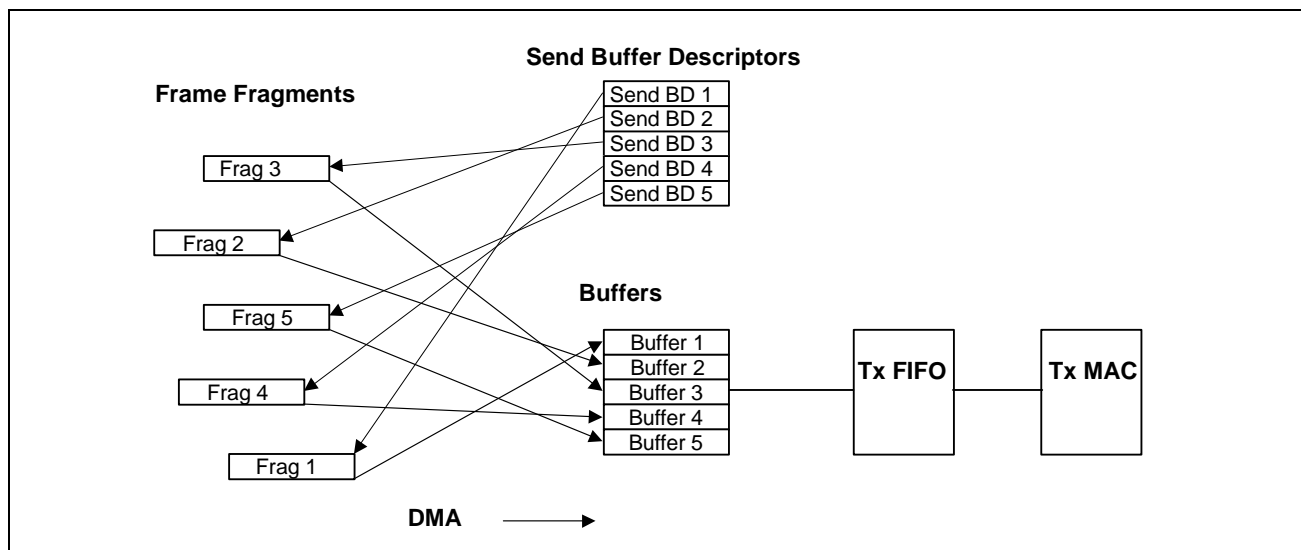 Send Buffer Descriptors
Frame Fragments
Send BD 1
Send BD 2
Send BD 3
Send BD 4
Send BD 5
Frag 3
Frag 2
Frag 5
Frag 4
Frag 1
Buffers
Buffer 1
Buffer 2
Buffer 3
Buffer 4
Buffer 5
Tx FIFO
Tx MAC
DMA